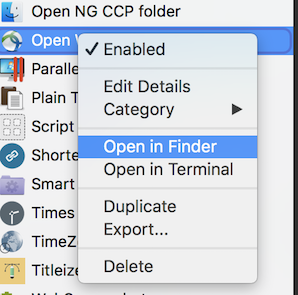 Open NG CCP folder
Open
Enabled
Paralle
Edit Details
Plain T
Category
Script
Open in Finder
Shorte
Open in Terminal
Smart
Times
Duplicate
TimeZ
Export...
Titleize
Delete